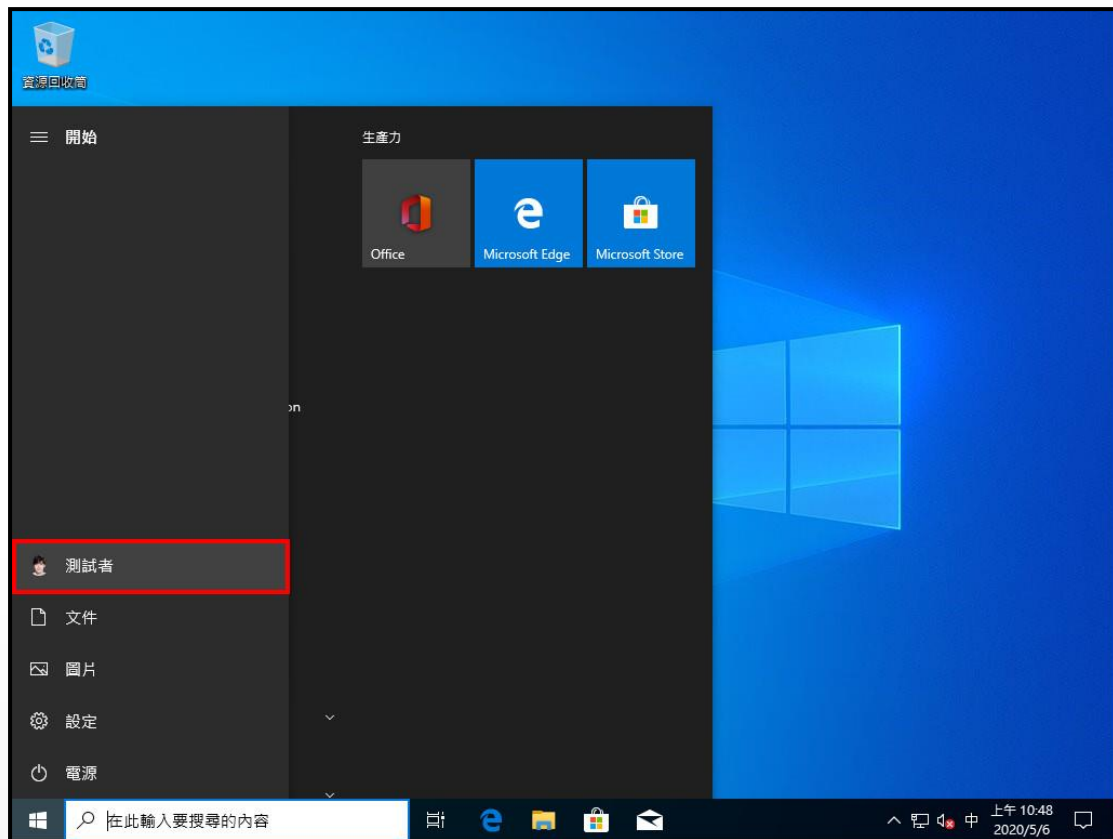 資源回收筒
開始
生產力
Office
Microsoft Edge
Microsoft Store
on
測試者
文件
圖片
設定
電源
在此輸入要搜尋的內容
中
上午 10:48
2020/5/6